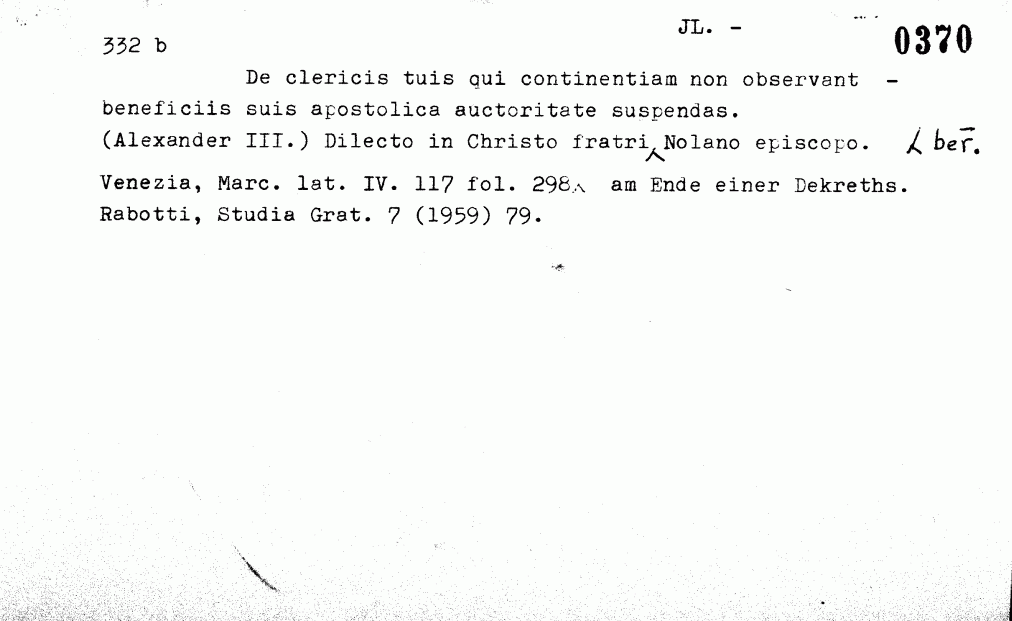 JL. -
332 b 0370
De clericis tuis qui continentiam non observant -
beneficiis suis apostolica auctoritate suspendas.
(Alexander III.) Dilecto in Christo fratri Nolano episcopo. ⁁ ber̄.
Venezia, Marc. lat. IV. 117 fol. 298 am Ende einer Dekreths.
Rabotti, Studia Grat. 7 (1959) 79.